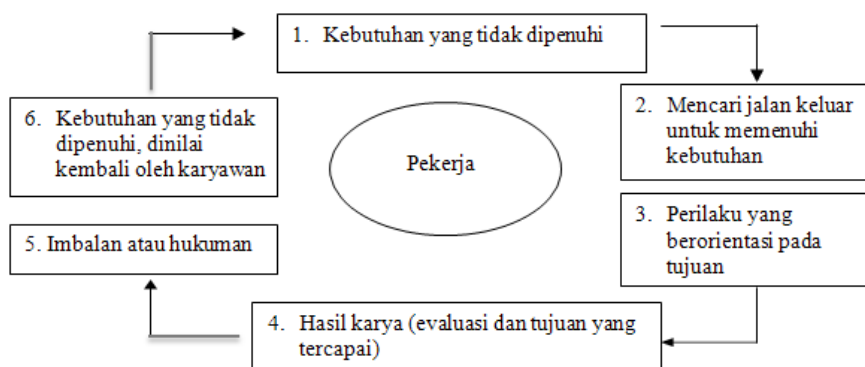 1. Kebutuhan yang tidak dipenuhi
2. Mencari jalan keluar
untuk memenuhi
kebutuhan
3. Perilaku yang
berorientasi pada
tujuan
4. Hasil karya (evaluasi dan tujuan yang
tercapai)
5. Imbalan atau hukuman
6. Kebutuhan yang tidak
dipenuhi, dinilai
kembali oleh karyawan
Pekerja